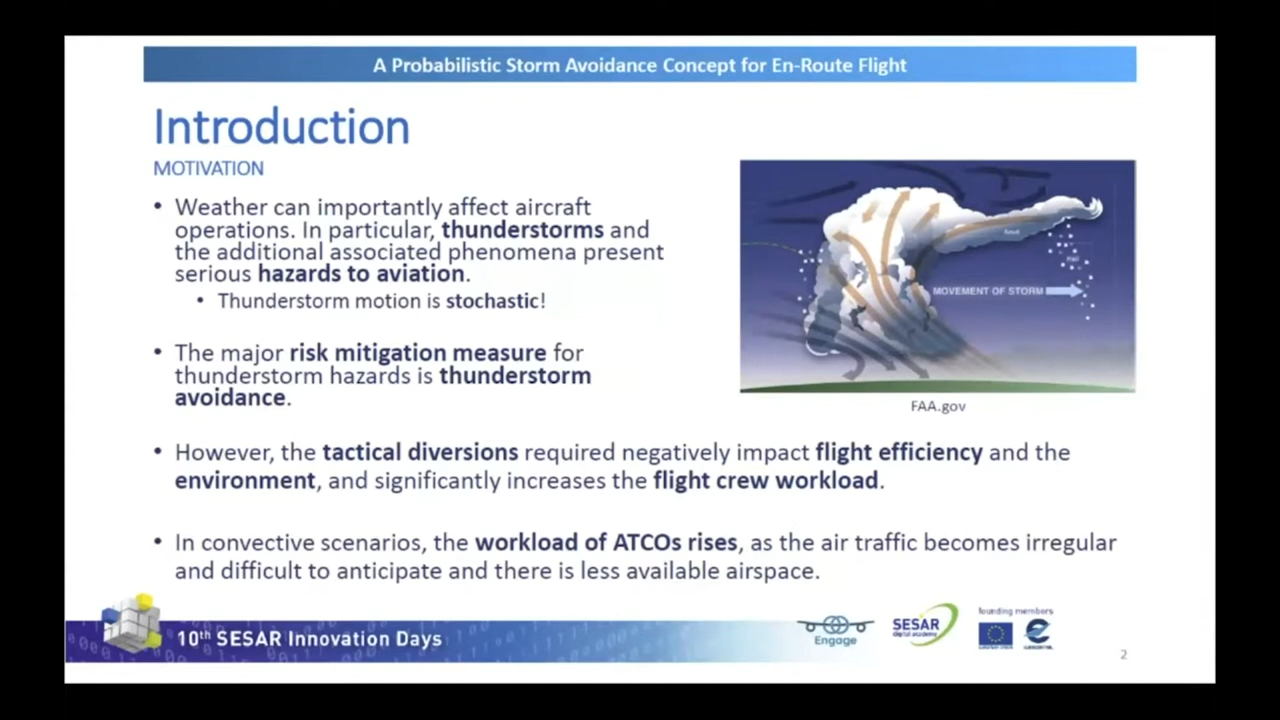 A Probabilistic Storm Avoidance Concept for En-Route Flight
Introduction
MOTIVATION
• Weather can importantly affect aircraft
operations. In particular, thunderstorms and
the additional associated phenomena present
serious hazards to aviation.
• Thunderstorm motion is stochastic!
• The major risk mitigation measure for
thunderstorm hazards is thunderstorm
avoidance.
MOVEMENT OF STORM
FAA.gov
• However, the tactical diversions required negatively impact flight efficiency and the
environment, and significantly increases the flight crew workload.
• In convective scenarios, the workload of ATCOs rises, as the air traffic becomes irregular
and difficult to anticipate and there is less available airspace.
10th SESAR Innovation Days
Engage
SESAR
digital academy
founding members
2